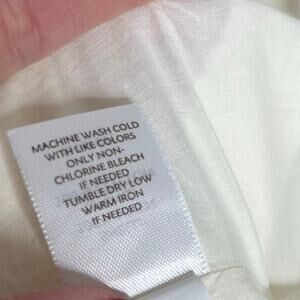 MACHINE WASH COLD
WITH LIKE COLORS
ONLY NON-
CHLORINE BLEACH
IF NEEDED
TUMBLE DRY LOW
WARM IRON
IF NEEDED